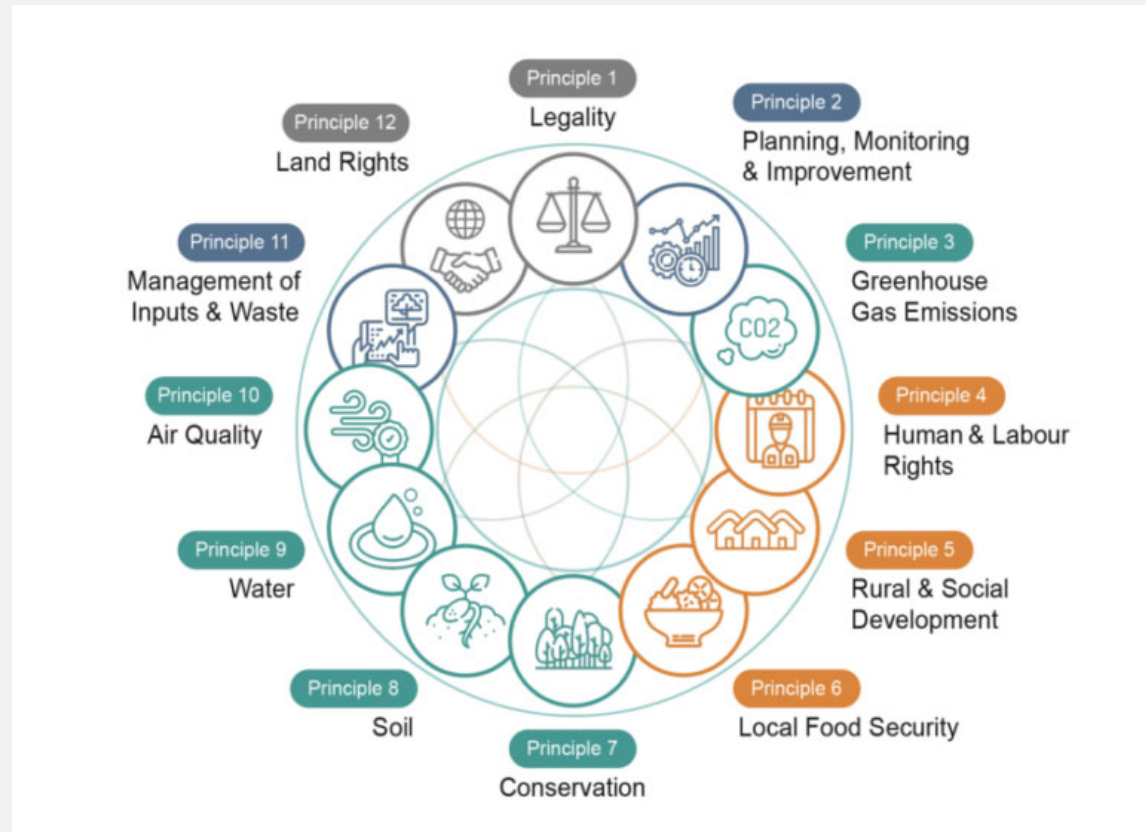 Principle 1
Legality
Principle 2
Planning, Monitoring
& Improvement
Principle 3
Greenhouse
Gas Emissions
CO2
Principle 4
Human & Labour
Rights
Principle 5
Rural & Social
Development
Principle 6
Local Food Security
Principle 7
Conservation
Principle 8
Soil
Principle 9
Water
Principle 10
Air Quality
Principle 11
Management of
Inputs & Waste
Principle 12
Land Rights